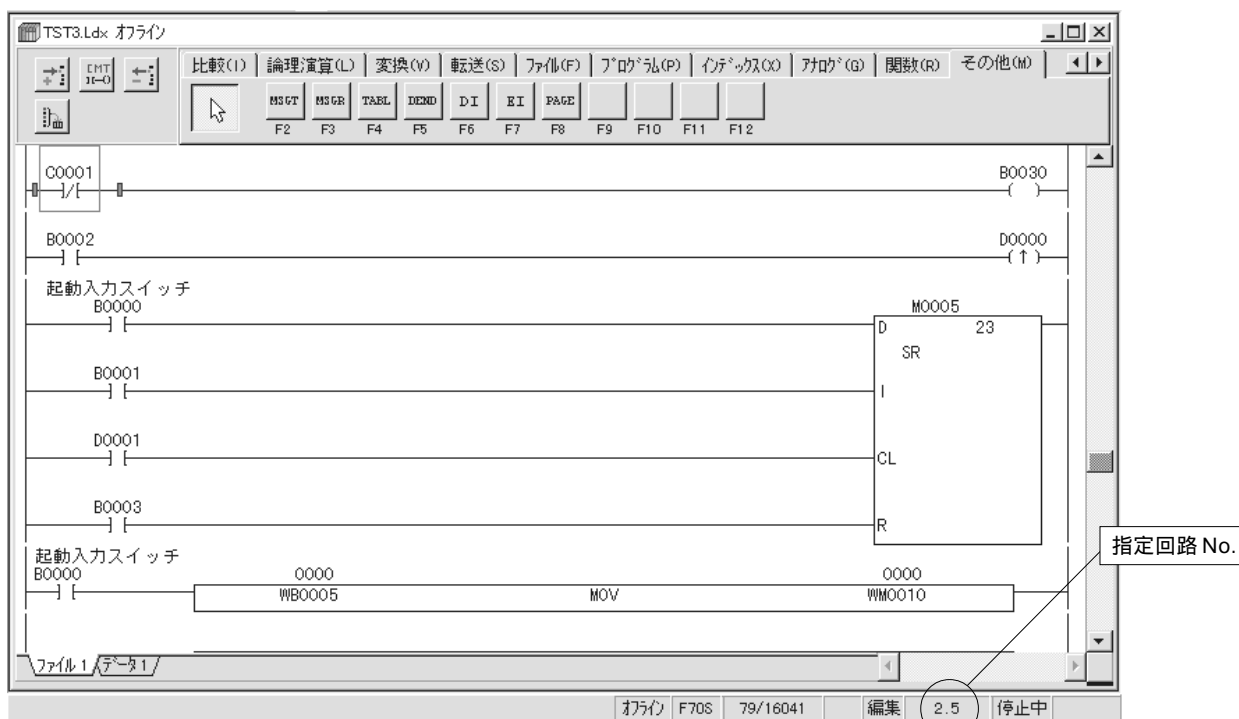 TST3.Ldx ｵﾌﾗｲﾝ
比較(I) 論理演算(L) 変換(V) 転送(S) ﾌｧｲﾙ(F) ﾌﾟﾛｸﾞﾗﾑ(P) ｲﾝﾃﾞｯｸｽ(X) ｱﾅﾛｸﾞ(G) 関数(R) その他(M)
CMT
MSGT MSGR TABL DEND DI EI PAGE
F2 F3 F4 F5 F6 F7 F8 F9 F10 F11 F12
C0001 B0030
B0002 D0000
起動入力スイッチ
B0000 M0005
D 23
SR
B0001
I
D0001
CL
B0003
R
起動入力スイッチ
B0000 0000 0000
WB0005 MOV WM0010
指定回路 No.
ﾌｧｲﾙ 1 ﾃﾞｰﾀ 1
ｵﾌﾗｲﾝ F70S 79/16041 編集 2.5 停止中